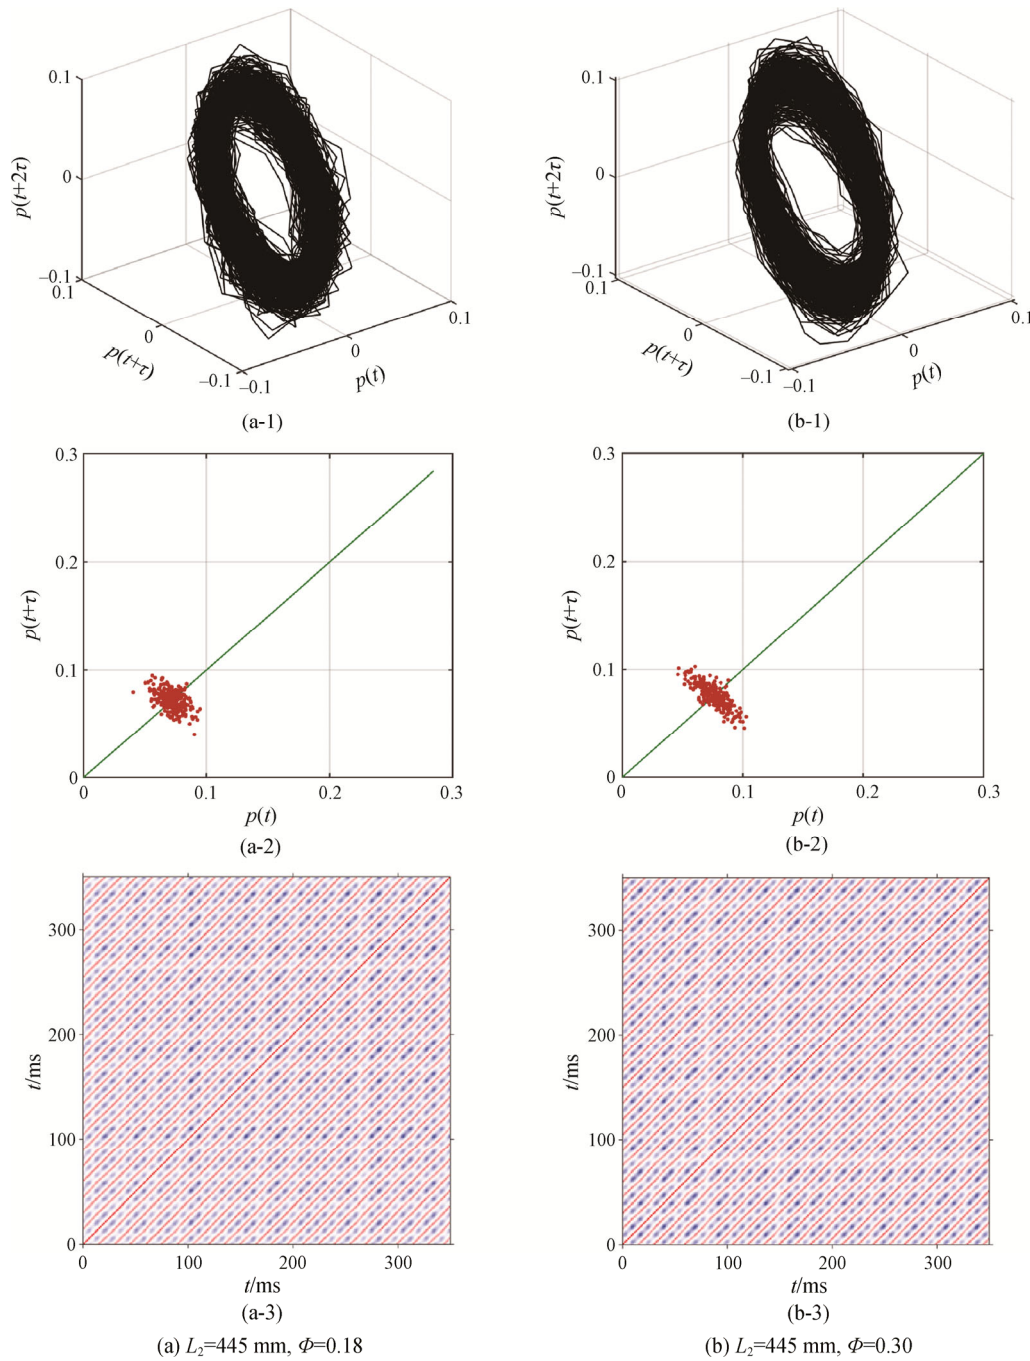 0.1
0.1
p(t+2τ)
p(t+2τ)
0
0
−0.1
−0.1
0.1
0.1
0.1
0.1
0
0
p(t+τ)
0
p(t+τ)
0
−0.1
−0.1
p(t)
−0.1
−0.1
p(t)
(a-1)
(b-1)
0.3
0.3
0.2
0.2
p(t+τ)
p(t+τ)
0.1
0.1
0
0
0
0.1
0.2
0.3
0
0.1
0.2
0.3
p(t)
p(t)
(a-2)
(b-2)
300
300
200
200
t/ms
t/ms
100
100
0
0
0
100
200
300
0
100
200
300
t/ms
t/ms
(a-3)
(b-3)
(a) L₂=445 mm, Φ=0.18
(b) L₂=445 mm, Φ=0.30